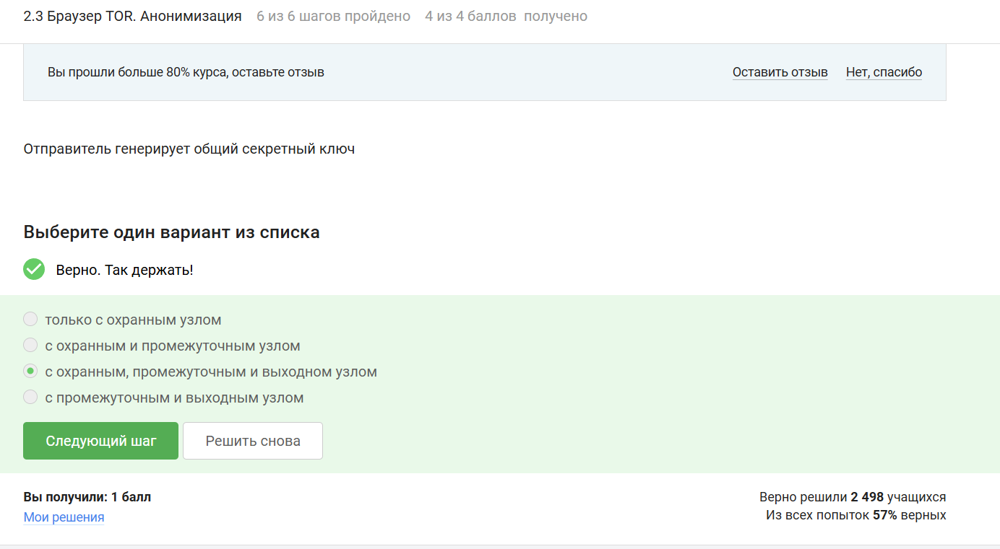 2.3 Браузер TOR. Анонимизация 6 из 6 шагов пройдено 4 из 4 баллов получено
Вы прошли больше 80% курса, оставьте отзыв Оставить отзыв Нет, спасибо
Отправитель генерирует общий секретный ключ
Выберите один вариант из списка
Верно. Так держать!
только с охранным узлом
с охранным и промежуточным узлом
с охранным, промежуточным и выходном узлом
с промежуточным и выходным узлом
Следующий шаг Решить снова
Вы получили: 1 балл Верно решили 2 498 учащихся
Мои решения Из всех попыток 57% верных